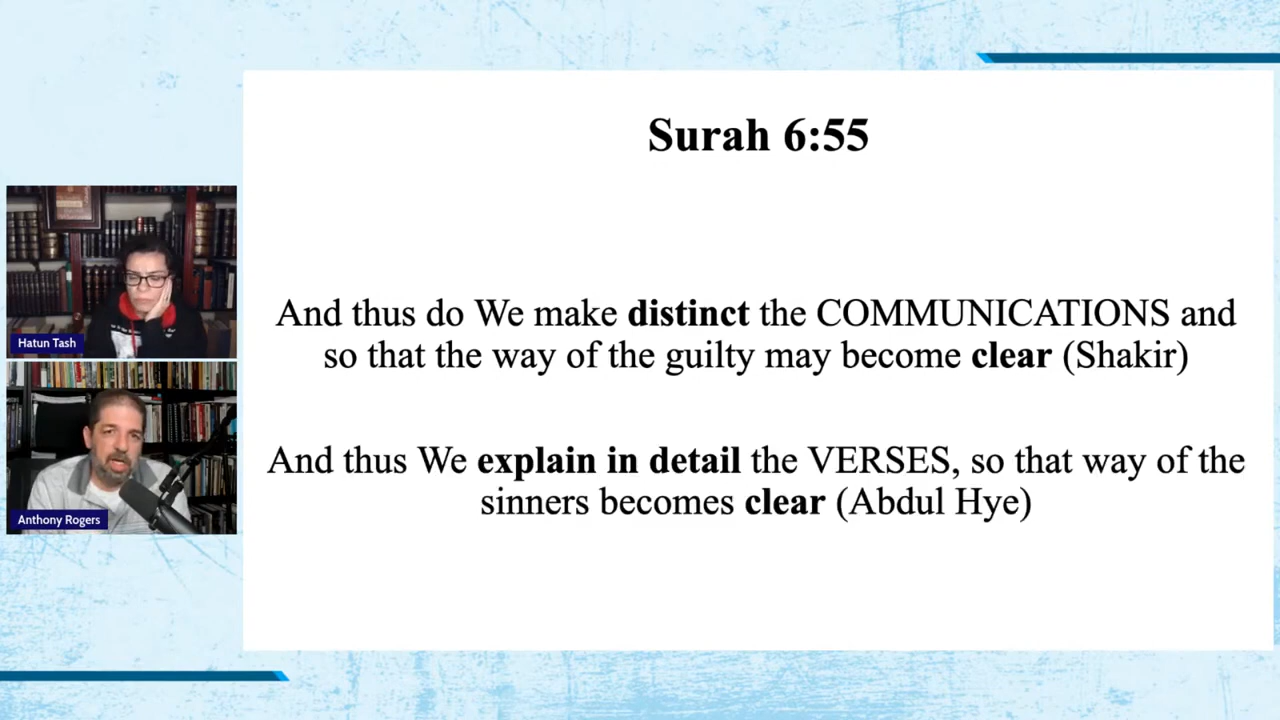 Surah 6:55
And thus do We make distinct the COMMUNICATIONS and
so that the way of the guilty may become clear (Shakir)
And thus We explain in detail the VERSES, so that way of the
sinners becomes clear (Abdul Hye)
Hatun Tash
Anthony Rogers